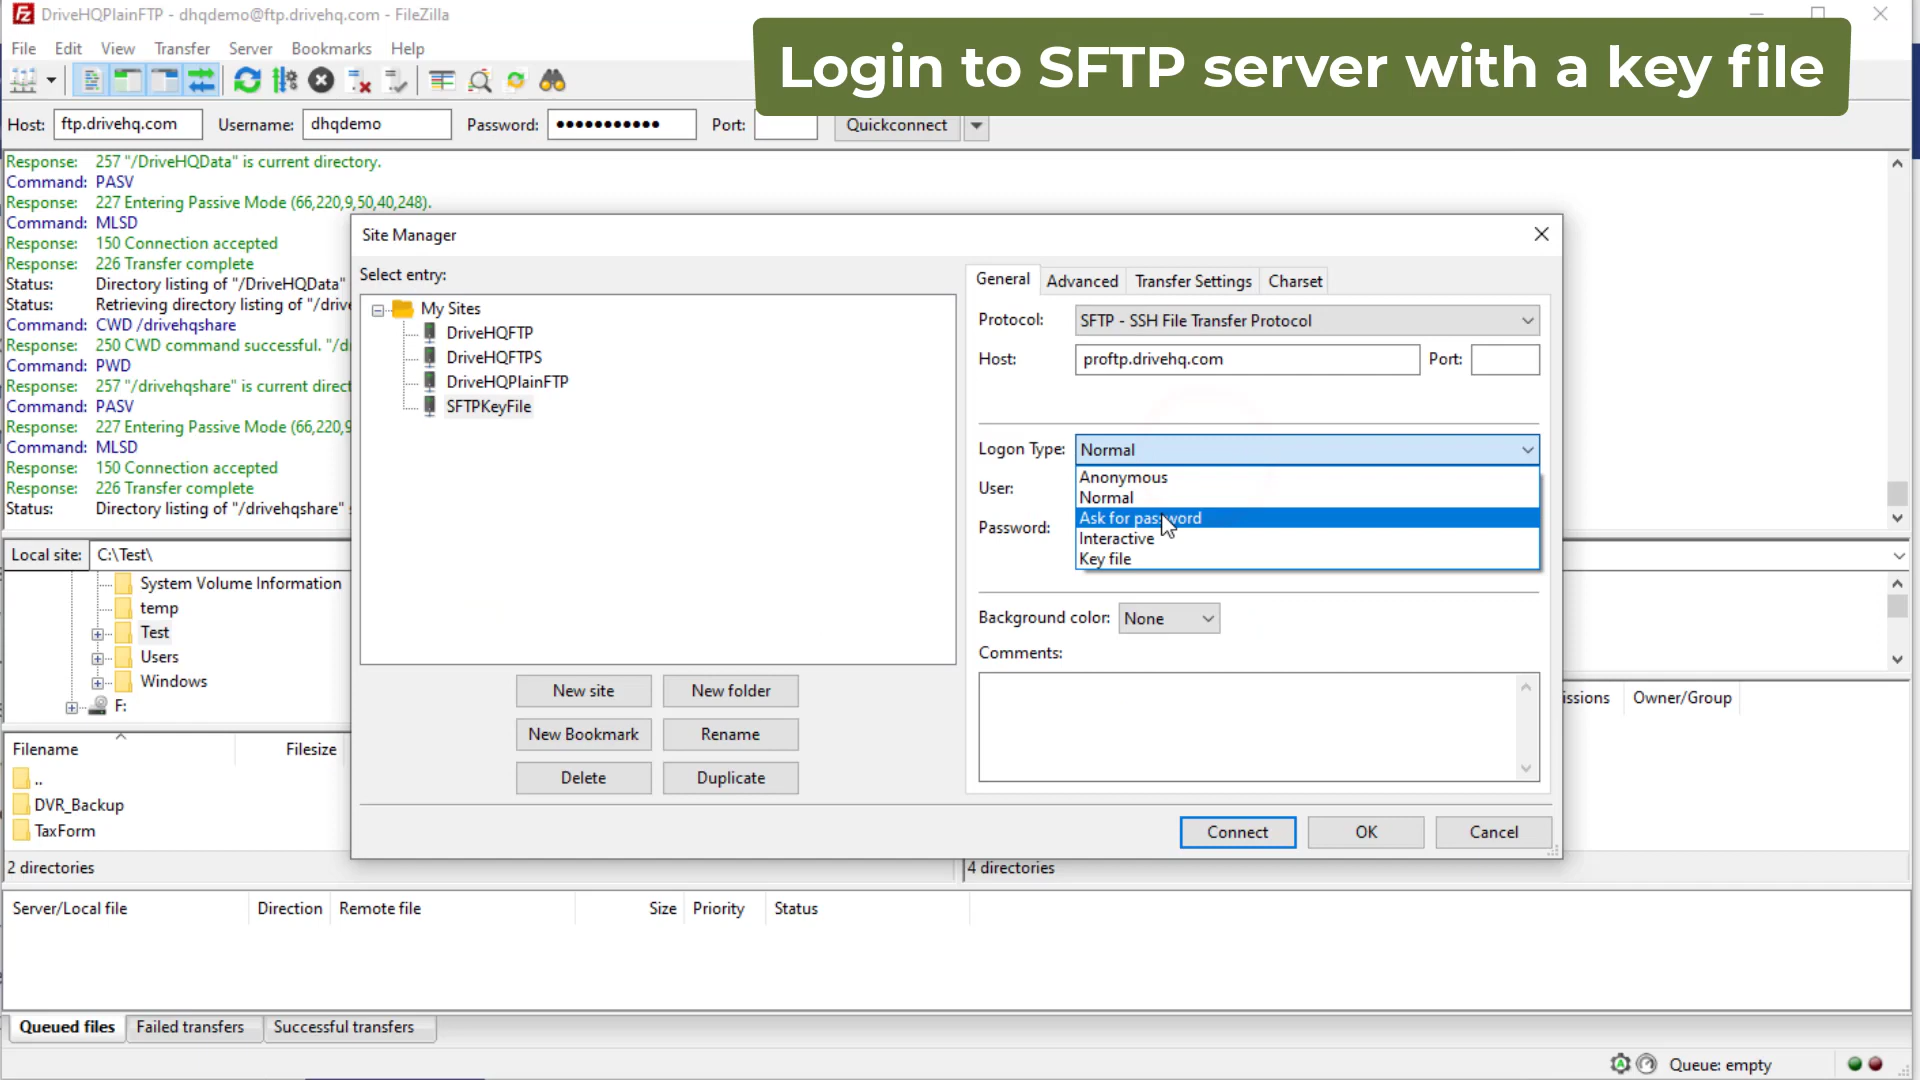 DriveHQPlainFTP - dhqdemo@ftp.drivehq.com - FileZilla
File Edit View Transfer Server Bookmarks Help
Login to SFTP server with a key file
Host: ftp.drivehq.com Username: dhqdemo Password: ●●●●●●●●●●● Port: Quickconnect
Response: 257 "/DriveHQData" is current directory.
Command: PASV
Response: 227 Entering Passive Mode (66,220,9,50,40,248).
Command: MLSD
Response: 150 Connection accepted
Response: 226 Transfer complete
Status: Directory listing of "/DriveHQData"
Status: Retrieving directory listing of "/drive
Command: CWD /drivehqshare
Response: 250 CWD command successful. "/d
Command: PWD
Response: 257 "/drivehqshare" is current direct
Command: PASV
Response: 227 Entering Passive Mode (66,220,9
Command: MLSD
Response: 150 Connection accepted
Response: 226 Transfer complete
Status: Directory listing of "/drivehqshare" s
Site Manager
Select entry:
My Sites
DriveHQFTP
DriveHQFTPS
DriveHQPlainFTP
SFTPKeyFile
New site New folder
New Bookmark Rename
Delete Duplicate
General Advanced Transfer Settings Charset
Protocol: SFTP - SSH File Transfer Protocol
Host: proftp.drivehq.com Port:
Logon Type: Normal
Anonymous
User:
Normal
Ask for password
Password:
Interactive
Key file
Background color: None
Comments:
Connect OK Cancel
Local site: C:\Test\
System Volume Information
temp
Test
Users
Windows
F:
Filename Filesize
..
DVR_Backup
TaxForm
2 directories
issions Owner/Group
4 directories
Server/Local file Direction Remote file Size Priority Status
Queued files Failed transfers Successful transfers
Queue: empty